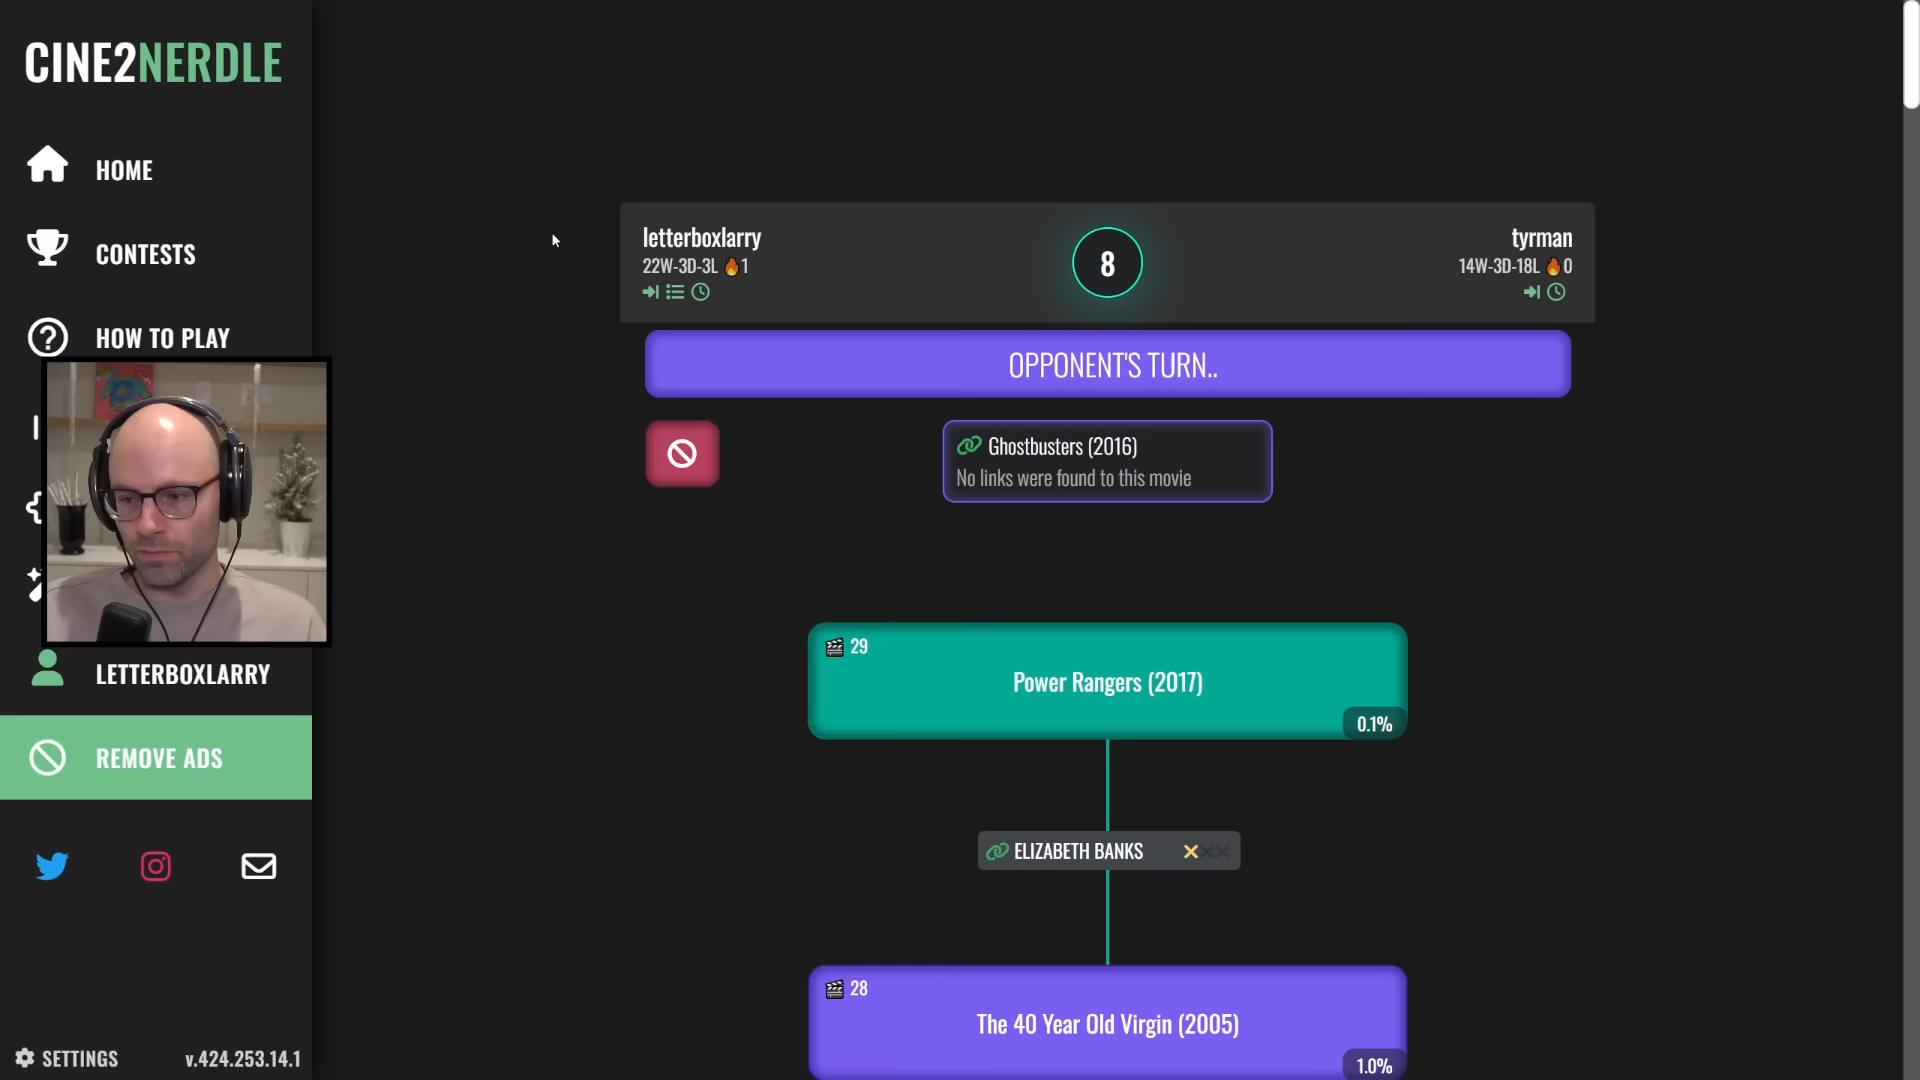 CINE2NERDLE
HOME
CONTESTS
HOW TO PLAY
LETTERBOXLARRY
REMOVE ADS
SETTINGS
v.424.253.14.1
letterboxlarry
22W-3D-3L 🔥1
8
tyrman
14W-3D-18L 🔥0
OPPONENT'S TURN..
Ghostbusters (2016)
No links were found to this movie
29
Power Rangers (2017)
0.1%
ELIZABETH BANKS
28
The 40 Year Old Virgin (2005)
1.0%